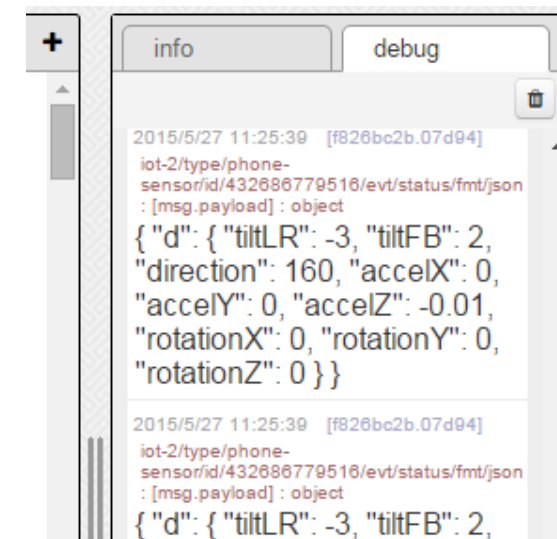 +
info
debug
2015/5/27 11:25:39 [f826bc2b.07d94]
iot-2/type/phone-
sensor/id/432686779516/evt/status/fmt/json
: [msg.payload] : object
{ "d": { "tiltLR": -3, "tiltFB": 2,
"direction": 160, "accelX": 0,
"accelY": 0, "accelZ": -0.01,
"rotationX": 0, "rotationY": 0,
"rotationZ": 0 } }
2015/5/27 11:25:39 [f826bc2b.07d94]
iot-2/type/phone-
sensor/id/432686779516/evt/status/fmt/json
: [msg.payload] : object
{ "d": { "tiltLR": -3, "tiltFB": 2,